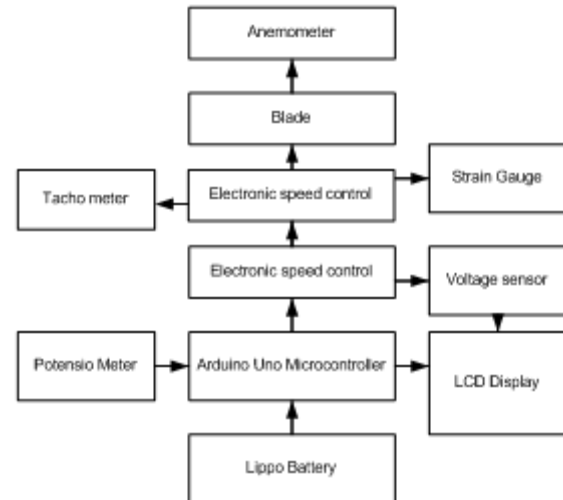 Anemometer
Blade
Strain Gauge
Tacho meter
Electronic speed control
Electronic speed control
Voltage sensor
Potensio Meter
Arduino Uno Microcontroller
LCD Display
Lippo Battery